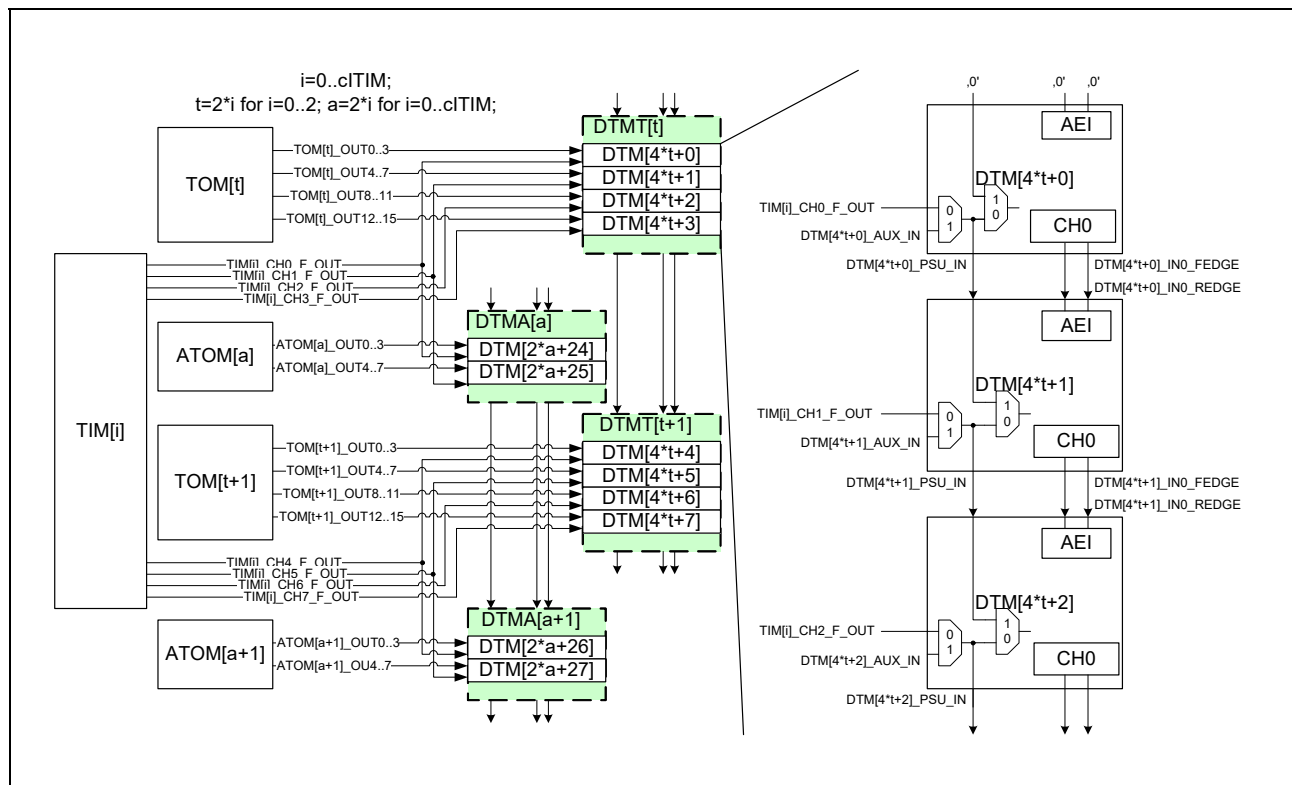 i=0..cITIM;
t=2*i for i=0..2; a=2*i for i=0..cITIM;
TOM[t]
TOM[t]_OUT0..3
TOM[t]_OUT4..7
TOM[t]_OUT8..11
TOM[t]_OUT12..15
DTMT[t]
DTM[4*t+0]
DTM[4*t+1]
DTM[4*t+2]
DTM[4*t+3]
TIM[i]
TIM[i]_CH0_F_OUT
TIM[i]_CH1_F_OUT
TIM[i]_CH2_F_OUT
TIM[i]_CH3_F_OUT
ATOM[a]
ATOM[a]_OUT0..3
ATOM[a]_OUT4..7
DTMA[a]
DTM[2*a+24]
DTM[2*a+25]
TOM[t+1]
TOM[t+1]_OUT0..3
TOM[t+1]_OUT4..7
TOM[t+1]_OUT8..11
TOM[t+1]_OUT12..15
DTMT[t+1]
DTM[4*t+4]
DTM[4*t+5]
DTM[4*t+6]
DTM[4*t+7]
TIM[i]_CH4_F_OUT
TIM[i]_CH5_F_OUT
TIM[i]_CH6_F_OUT
TIM[i]_CH7_F_OUT
ATOM[a+1]
ATOM[a+1]_OUT0..3
ATOM[a+1]_OU4..7
DTMA[a+1]
DTM[2*a+26]
DTM[2*a+27]
‚0' ‚0' ‚0'
AEI
DTM[4*t+0]
1
0
0
1
TIM[i]_CH0_F_OUT
DTM[4*t+0]_AUX_IN
CH0
DTM[4*t+0]_PSU_IN
DTM[4*t+0]_IN0_FEDGE
DTM[4*t+0]_IN0_REDGE
AEI
DTM[4*t+1]
1
0
0
1
TIM[i]_CH1_F_OUT
DTM[4*t+1]_AUX_IN
CH0
DTM[4*t+1]_PSU_IN
DTM[4*t+1]_IN0_FEDGE
DTM[4*t+1]_IN0_REDGE
AEI
DTM[4*t+2]
1
0
0
1
TIM[i]_CH2_F_OUT
DTM[4*t+2]_AUX_IN
CH0
DTM[4*t+2]_PSU_IN